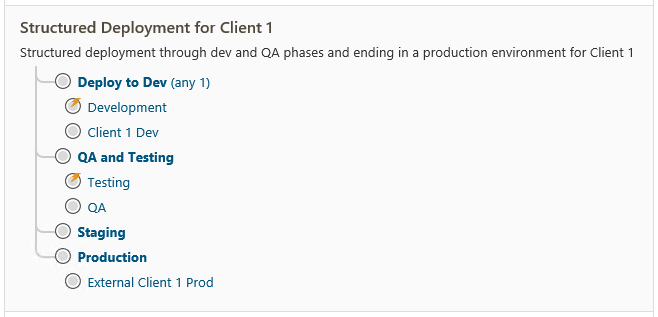 Structured Deployment for Client 1
Structured deployment through dev and QA phases and ending in a production environment for Client 1
Deploy to Dev (any 1)
Development
Client 1 Dev
QA and Testing
Testing
QA
Staging
Production
External Client 1 Prod